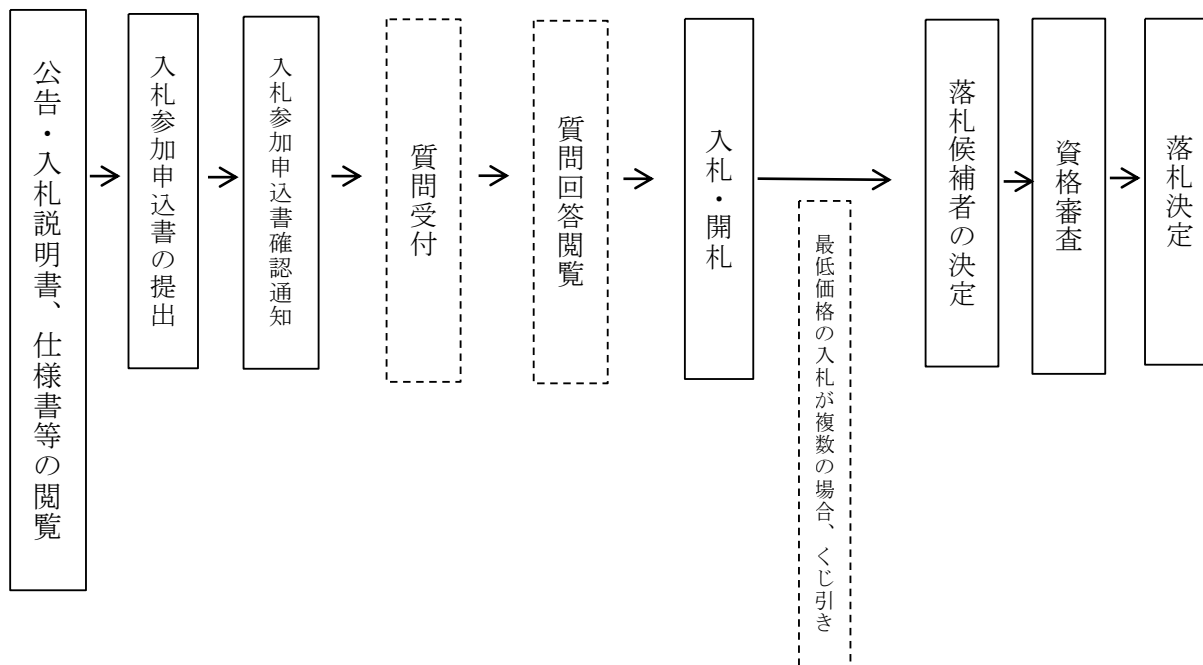 公告・入札説明書、仕様書等の閲覧
入札参加申込書の提出
入札参加申込書確認通知
質問受付
質問回答閲覧
入札・開札
最低価格の入札が複数の場合、くじ引き
落札候補者の決定
資格審査
落札決定